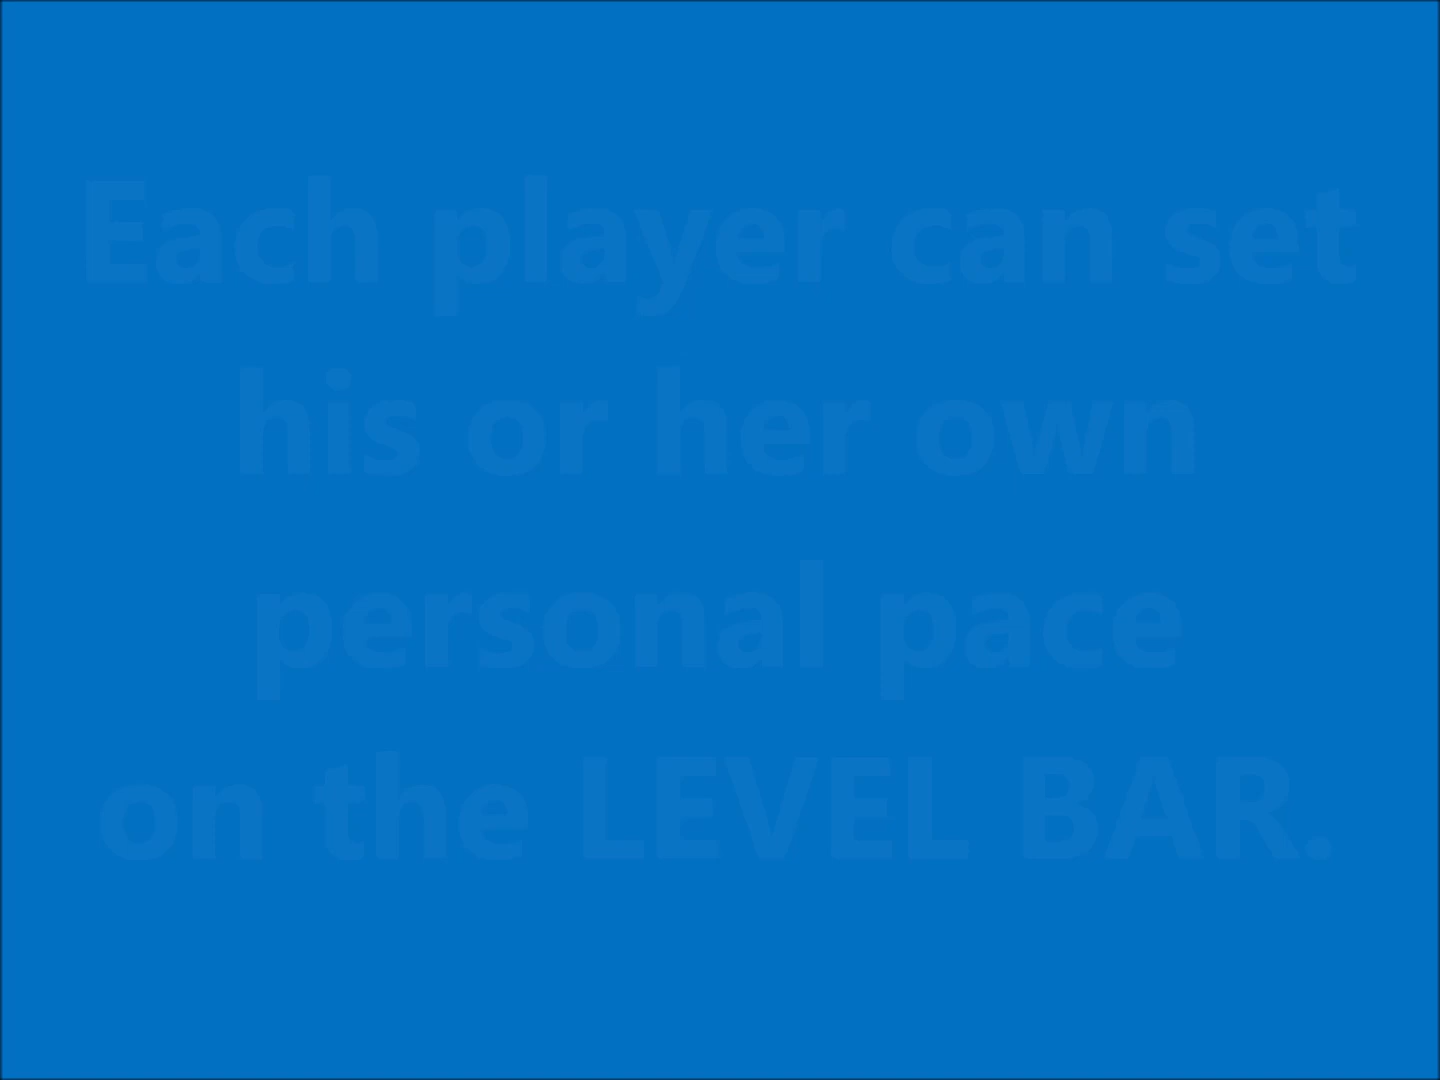 Each player can set
his or her own
personal pace
on the LEVEL BAR.